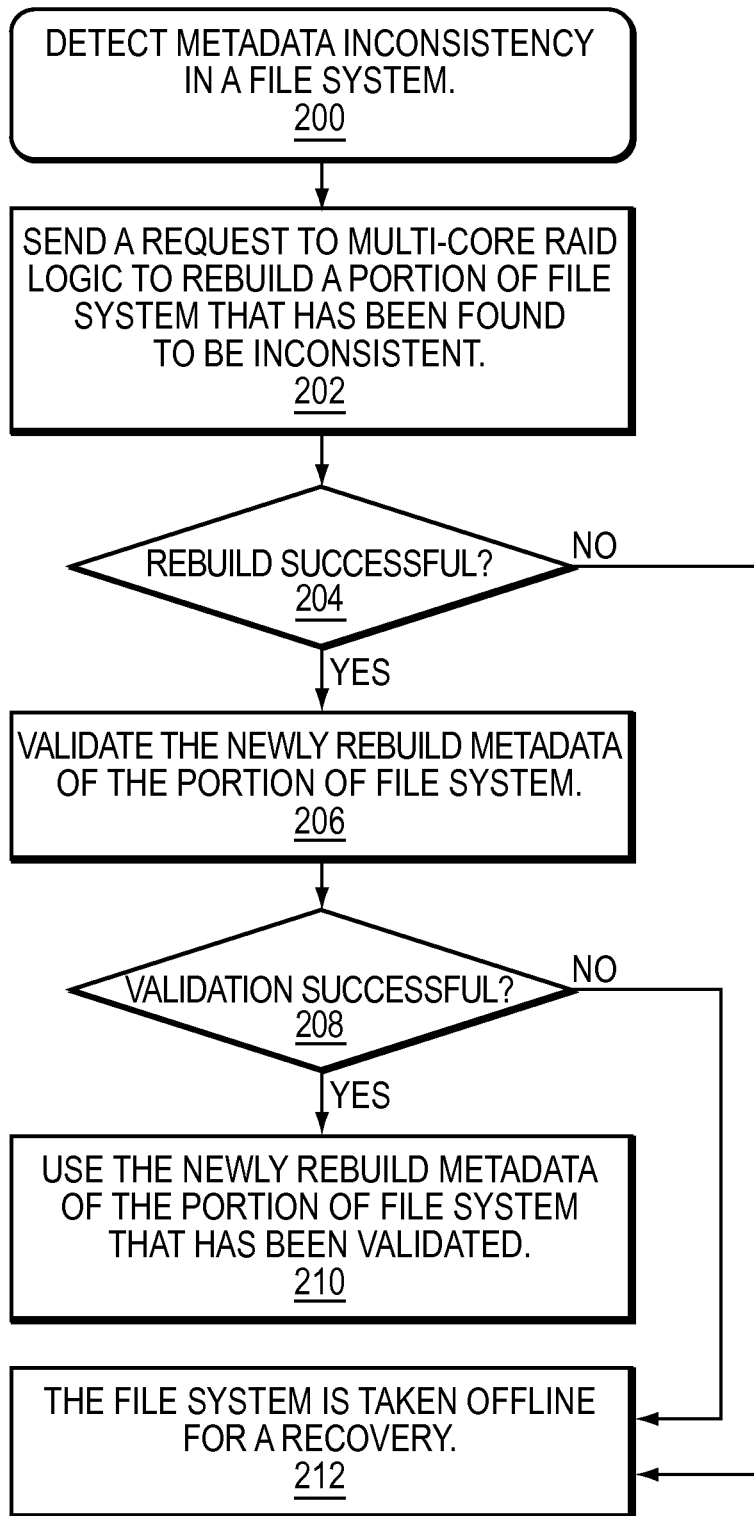 DETECT METADATA INCONSISTENCY
IN A FILE SYSTEM.
200
SEND A REQUEST TO MULTI-CORE RAID
LOGIC TO REBUILD A PORTION OF FILE
SYSTEM THAT HAS BEEN FOUND
TO BE INCONSISTENT.
202
REBUILD SUCCESSFUL?
204
NO
YES
VALIDATE THE NEWLY REBUILD METADATA
OF THE PORTION OF FILE SYSTEM.
206
VALIDATION SUCCESSFUL?
208
NO
YES
USE THE NEWLY REBUILD METADATA
OF THE PORTION OF FILE SYSTEM
THAT HAS BEEN VALIDATED.
210
THE FILE SYSTEM IS TAKEN OFFLINE
FOR A RECOVERY.
212